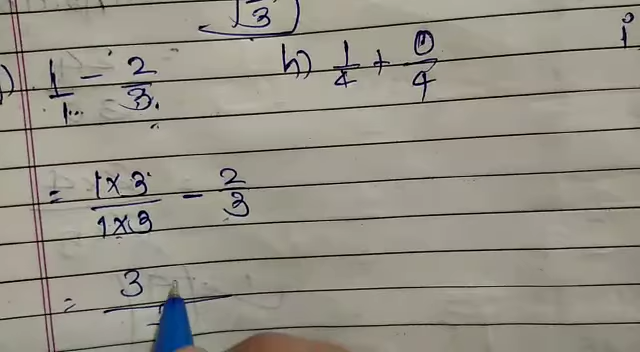 √3
) 1/1 - 2/3
h) 1/4 + 0/4
i
= 1×3/1×3 - 2/3
= 3